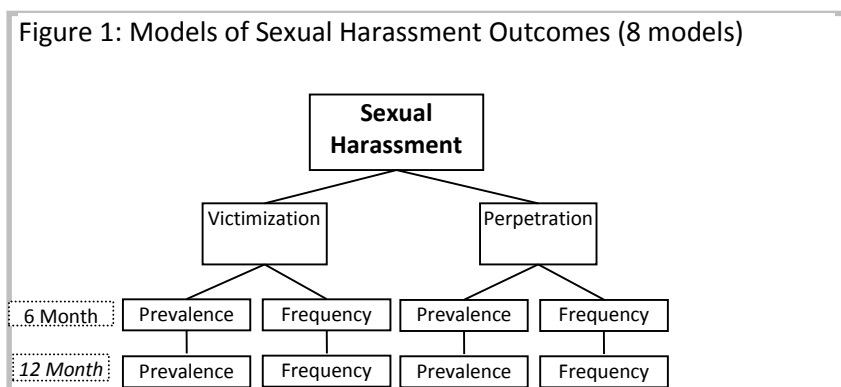 Figure 1: Models of Sexual Harassment Outcomes (8 models)
Sexual
Harassment
Victimization Perpetration
6 Month Prevalence Frequency Prevalence Frequency
12 Month Prevalence Frequency Prevalence Frequency